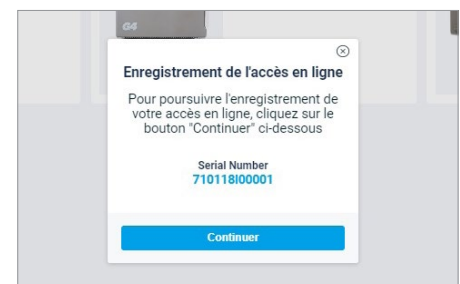 G4
Enregistrement de l'accès en ligne
Pour poursuivre l'enregistrement de
votre accès en ligne, cliquez sur le
bouton "Continuer" ci-dessous
Serial Number
710118I00001
Continuer